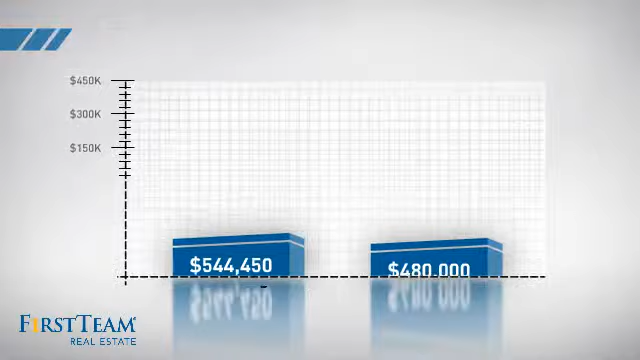 $450K
$300K
$150K
$544,450
$480,000
FIRSTTEAM®
REAL ESTATE